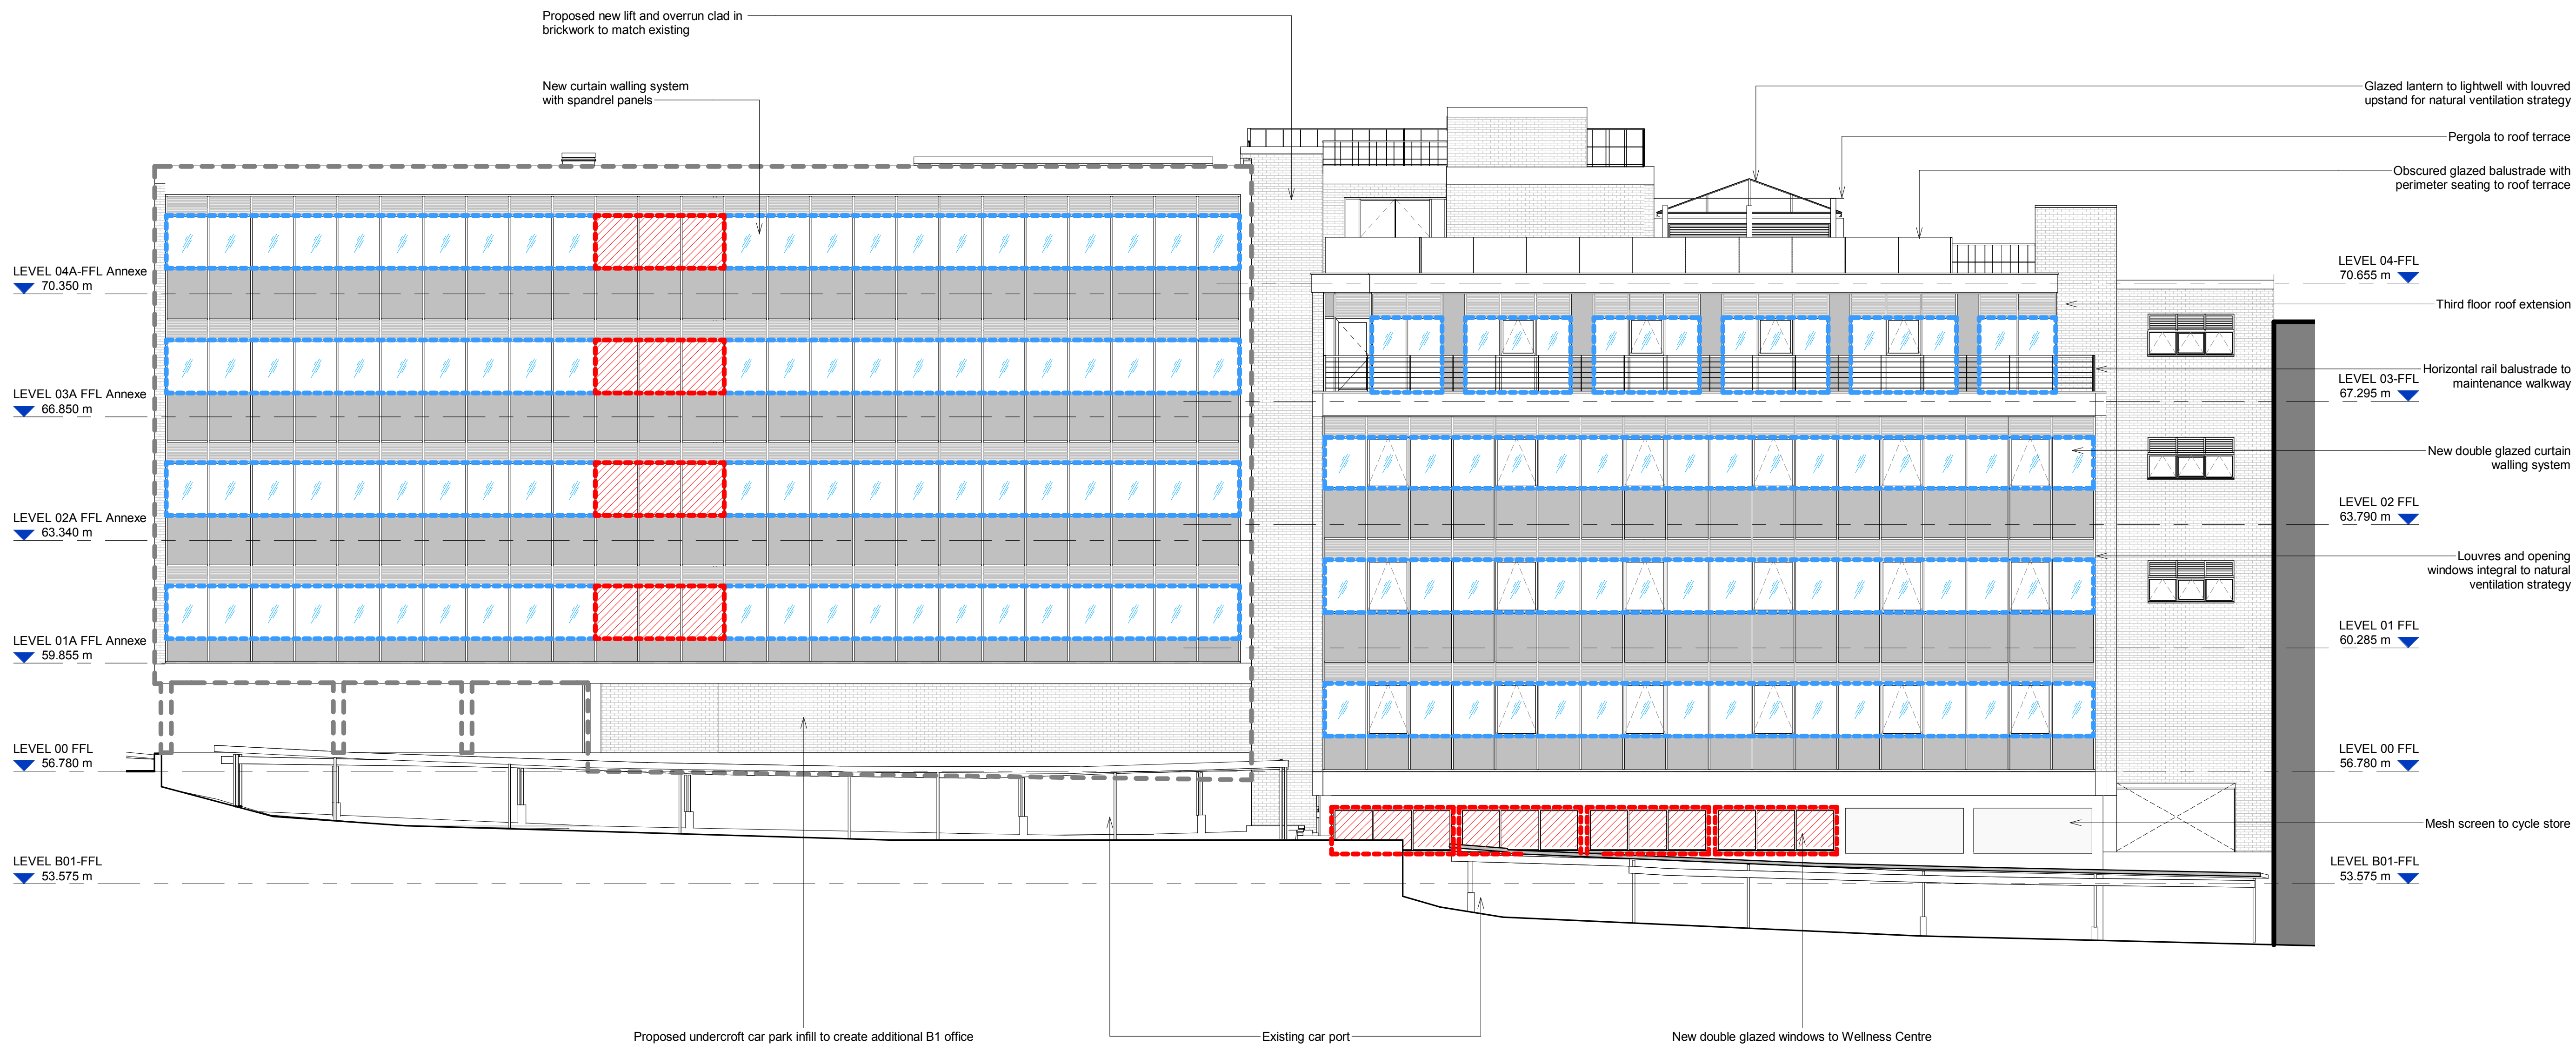 Proposed new lift and overrun clad in
brickwork to match existing
New curtain walling system
with spandrel panels
Glazed lantern to lightwell with louvred
upstand for natural ventilation strategy
Pergola to roof terrace
Obscured glazed balustrade with
perimeter seating to roof terrace
LEVEL 04A-FFL Annexe
70.350 m
LEVEL 03A FFL Annexe
66.850 m
LEVEL 02A FFL Annexe
63.340 m
LEVEL 01A FFL Annexe
59.855 m
LEVEL 00 FFL
56.780 m
LEVEL B01-FFL
53.575 m
LEVEL 04-FFL
70.655 m
Third floor roof extension
Horizontal rail balustrade to
maintenance walkway
LEVEL 03-FFL
67.295 m
New double glazed curtain
walling system
LEVEL 02 FFL
63.790 m
Louvres and opening
windows integral to natural
ventilation strategy
LEVEL 01 FFL
60.285 m
LEVEL 00 FFL
56.780 m
Mesh screen to cycle store
LEVEL B01-FFL
53.575 m
Proposed undercroft car park infill to create additional B1 office
Existing car port
New double glazed windows to Wellness Centre